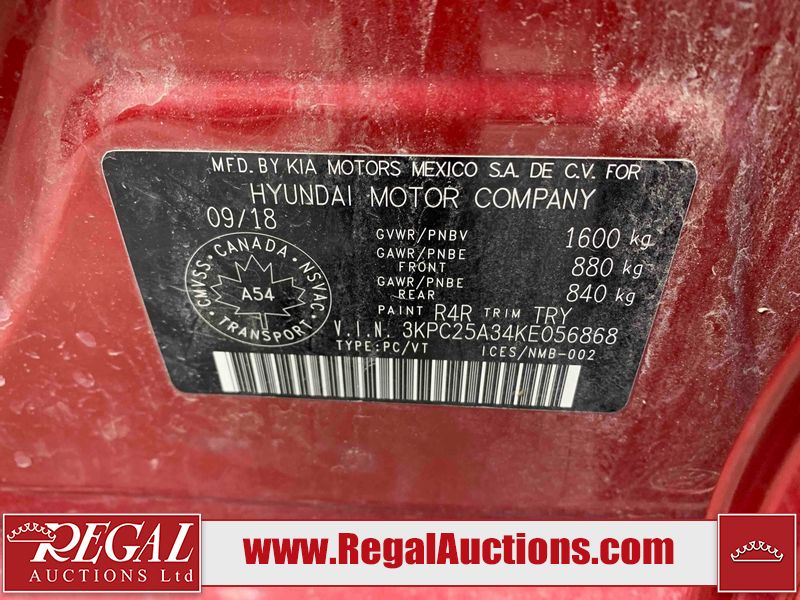 MFD. BY KIA MOTORS MEXICO S.A. DE C.V. FOR
HYUNDAI MOTOR COMPANY
09/18
GVWR/PNBV 1600 kg
GAWR/PNBE FRONT 880 kg
GAWR/PNBE REAR 840 kg
CANADA
CMVSS NSVAC
A54
TRANSPORT
PAINT R4R TRIM TRY
V.I.N. 3KPC25A34KE056868
TYPE:PC/VT ICES/NMB-002
REGAL
AUCTIONS Ltd
www.RegalAuctions.com